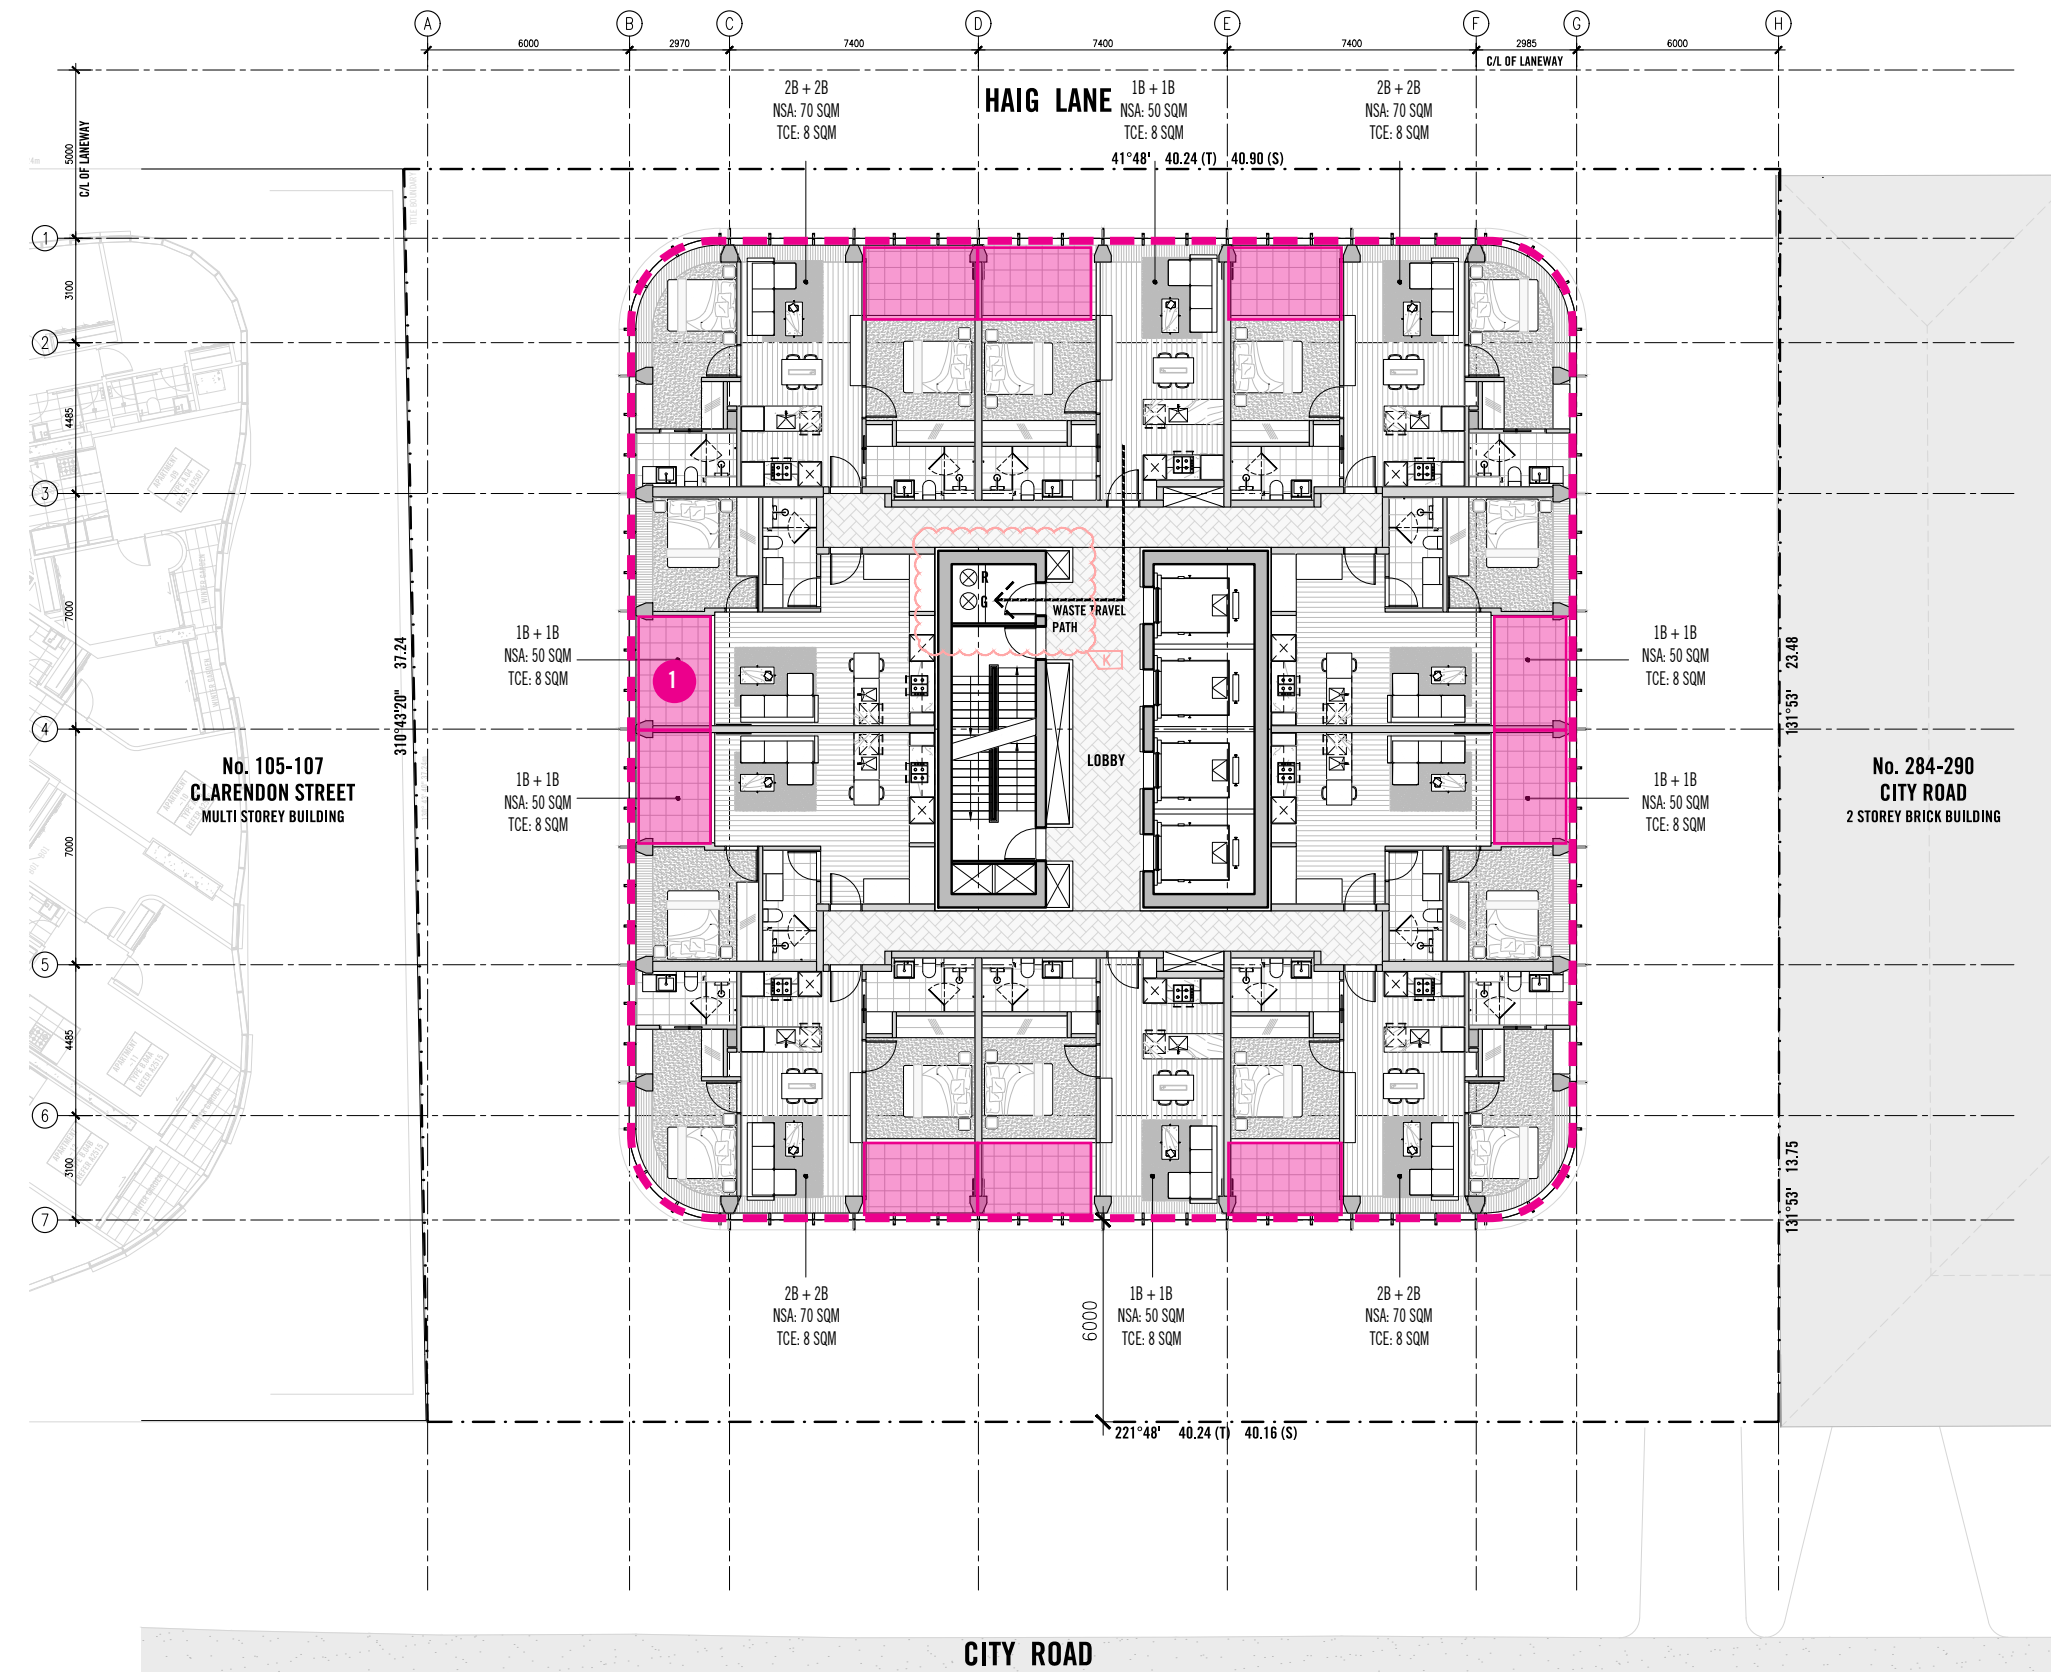 A
B
C
D
E
F
G
H
6000
2970
7400
7400
7400
2985
6000
C/L OF LANEWAY
HAIG LANE
2B + 2B
NSA: 70 SQM
TCE: 8 SQM
1B + 1B
NSA: 50 SQM
TCE: 8 SQM
2B + 2B
NSA: 70 SQM
TCE: 8 SQM
5000
C/L OF LANEWAY
TITLE BOUNDARY
41°48' 40.24 (T) 40.90 (S)
1
3100
2
4485
3
7000
4
7000
5
4485
6
3100
7
R
G
WASTE TRAVEL
PATH
K
LOBBY
310°43'20" 37.24
1B + 1B
NSA: 50 SQM
TCE: 8 SQM
1
1B + 1B
NSA: 50 SQM
TCE: 8 SQM
No. 105-107
CLARENDON STREET
MULTI STOREY BUILDING
1B + 1B
NSA: 50 SQM
TCE: 8 SQM
1B + 1B
NSA: 50 SQM
TCE: 8 SQM
131°53' 23.48
No. 284-290
CITY ROAD
2 STOREY BRICK BUILDING
131°53' 13.75
2B + 2B
NSA: 70 SQM
TCE: 8 SQM
6000
1B + 1B
NSA: 50 SQM
TCE: 8 SQM
2B + 2B
NSA: 70 SQM
TCE: 8 SQM
221°48' 40.24 (T) 40.16 (S)
CITY ROAD